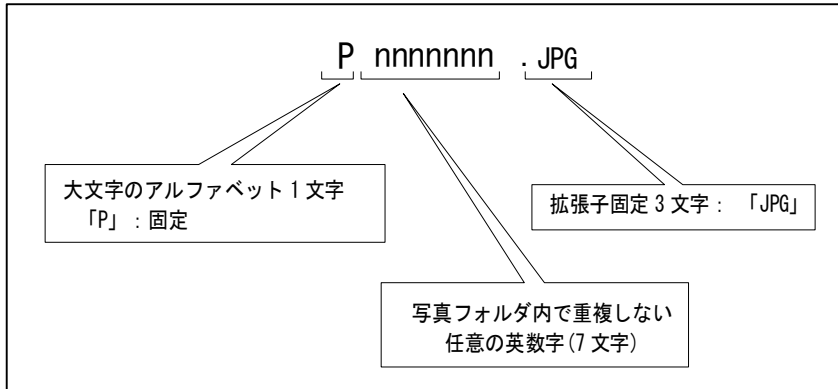 P nnnnnnn .JPG
大文字のアルファベット1文字
「P」:固定
拡張子固定3文字: 「JPG」
写真フォルダ内で重複しない
任意の英数字(7文字)